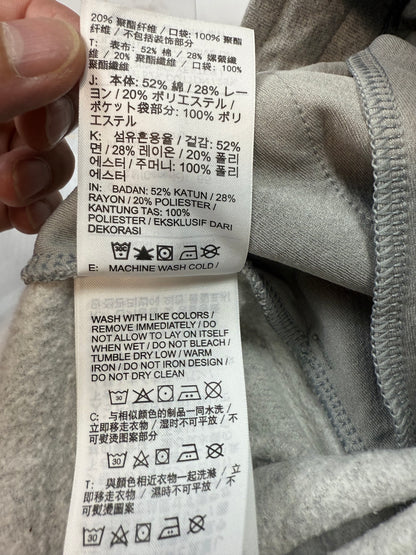 20% 聚酯纤维 / 口袋: 100% 聚酯
纤维 / 不包括装饰部分
T: 表布: 52% 棉 / 28% 嫘縈纖
維 / 20% 聚酯纖維 / 口袋: 100%
聚酯纖維
J: 本体: 52% 綿 / 28% レー
ヨン / 20% ポリエステル /
ポケット袋部分: 100% ポリエ
ステル
K: 섬유혼용율 / 겉감: 52%
면 / 28% 레이온 / 20% 폴리
에스터 / 주머니: 100% 폴리
에스터
IN: BADAN: 52% KATUN / 28%
RAYON / 20% POLIESTER /
KANTUNG TAS: 100%
POLIESTER / EKSKLUSIF DARI
DEKORASI
E: MACHINE WASH COLD /
WASH WITH LIKE COLORS /
REMOVE IMMEDIATELY / DO
NOT ALLOW TO LAY ON ITSELF
WHEN WET / DO NOT BLEACH /
TUMBLE DRY LOW / WARM
IRON / DO NOT IRON DESIGN /
DO NOT DRY CLEAN
30
C: 与相似颜色的制品一同水洗 /
立即移走衣物 / 湿时不可平放 / 不
可熨烫图案部分
30
T: 與顏色相近衣物一起洗滌 / 立
即移走衣物 / 濕時不可平放 / 不可
熨燙圖案
30